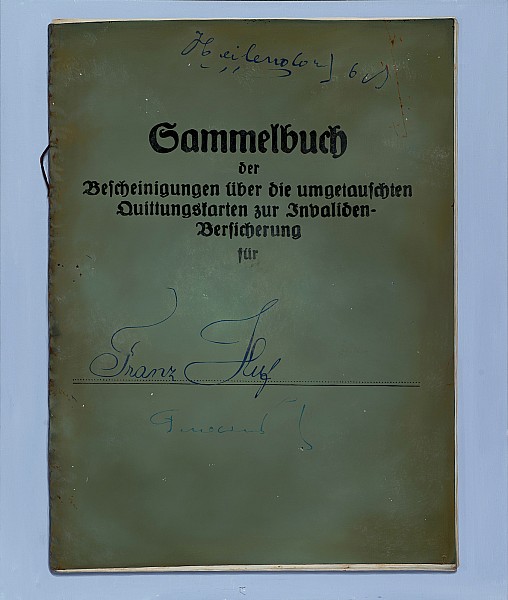 Sammelbuch
der
Bescheinigungen über die umgetauschten
Quittungskarten zur Invaliden-
Versicherung
für
Franz